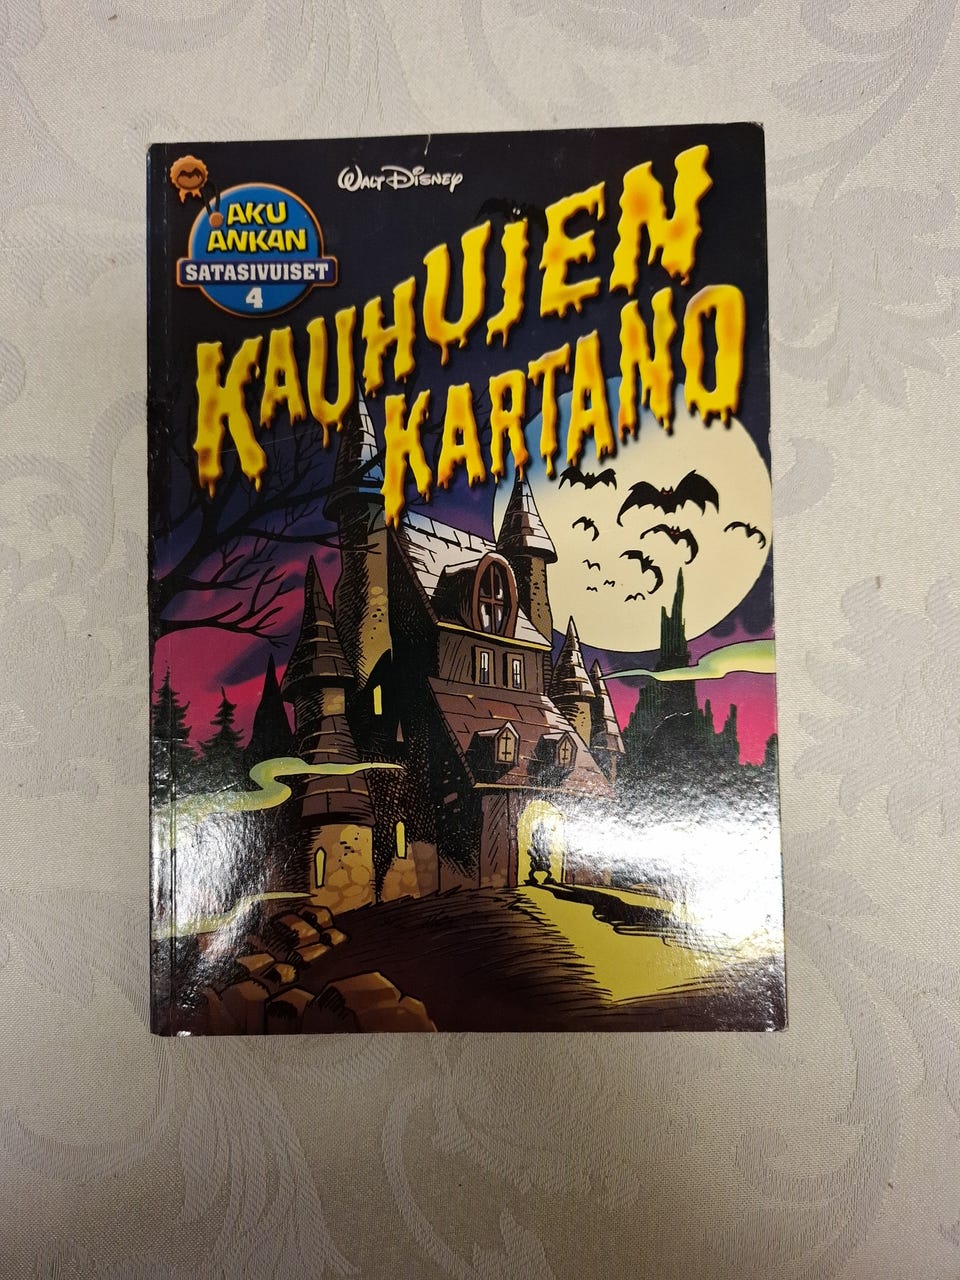 WALT DISNEY
AKU
ANKAN
SATASIVUISET
4
KAUHUJEN
KARTANO